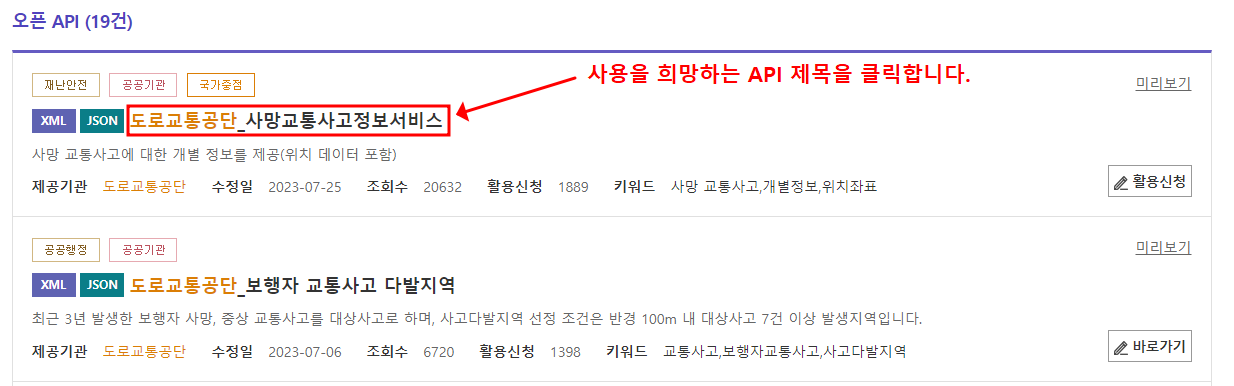 오픈 API (19건)
재난안전 공공기관 국가중점 사용을 희망하는 API 제목을 클릭합니다. 미리보기
XML JSON 도로교통공단_사망교통사고정보서비스
사망 교통사고에 대한 개별 정보를 제공(위치 데이터 포함)
제공기관 도로교통공단 수정일 2023-07-25 조회수 20632 활용신청 1889 키워드 사망 교통사고,개별정보,위치좌표 활용신청
공공행정 공공기관 미리보기
XML JSON 도로교통공단_보행자 교통사고 다발지역
최근 3년 발생한 보행자 사망, 중상 교통사고를 대상사고로 하며, 사고다발지역 선정 조건은 반경 100m 내 대상사고 7건 이상 발생지역입니다.
제공기관 도로교통공단 수정일 2023-07-06 조회수 6720 활용신청 1398 키워드 교통사고,보행자교통사고,사고다발지역 바로가기